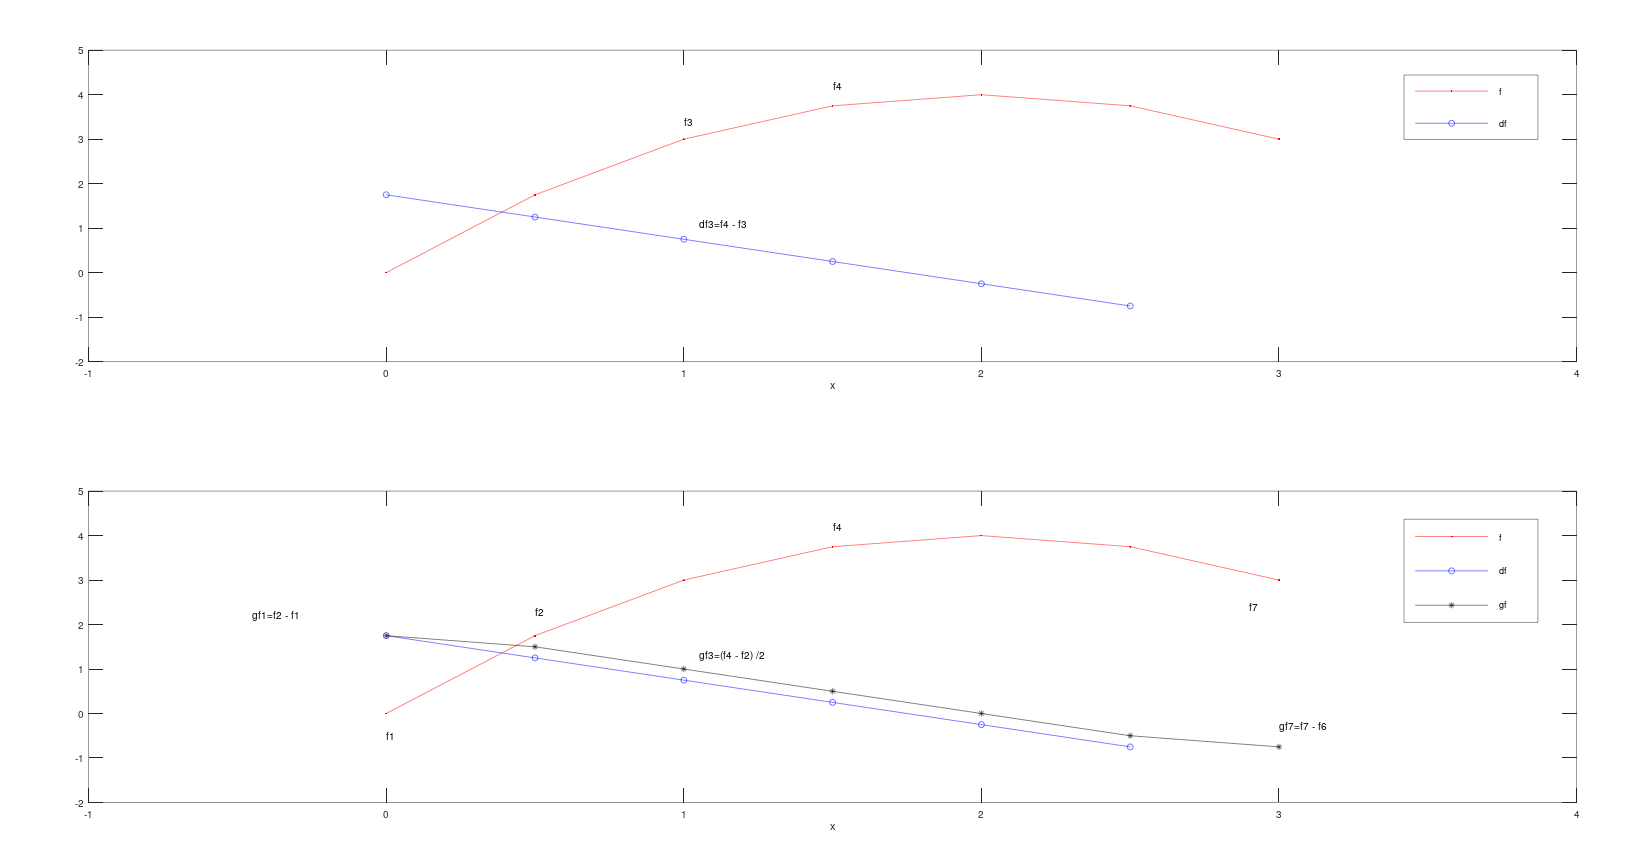 5
4
3
2
1
0
-1
-2
-1 0 1 2 3 4
x
f4
f3
df3=f4 - f3
f
df
5
4
3
2
1
0
-1
-2
-1 0 1 2 3 4
x
f4
f2
f7
gf1=f2 - f1
gf3=(f4 - f2) /2
gf7=f7 - f6
f1
f
df
gf